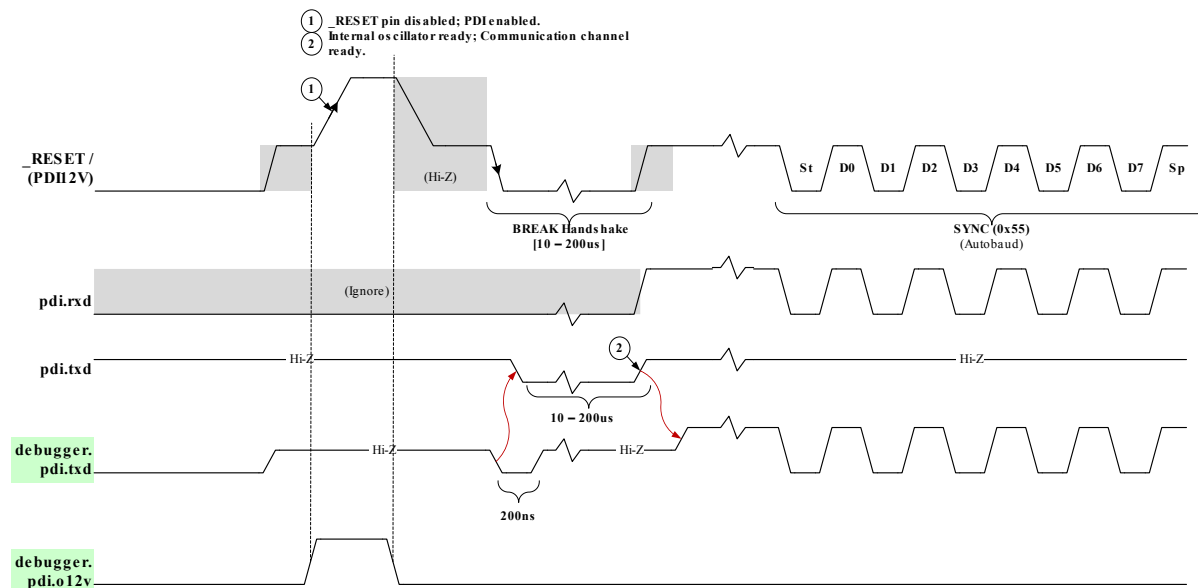 1 _RESET pin disabled; PDI enabled.
2 Internal oscillator ready; Communication channel
ready.
1
_RESET /
(PDI12V)
(Hi-Z)
St D0 D1 D2 D3 D4 D5 D6 D7 Sp
BREAK Handshake
[10 – 200us]
SYNC (0x55)
(Autobaud)
(Ignore)
pdi.rxd
2
Hi-Z Hi-Z
pdi.txd
10 – 200us
debugger.
pdi.txd
Hi-Z Hi-Z
200ns
debugger.
pdi.o12v